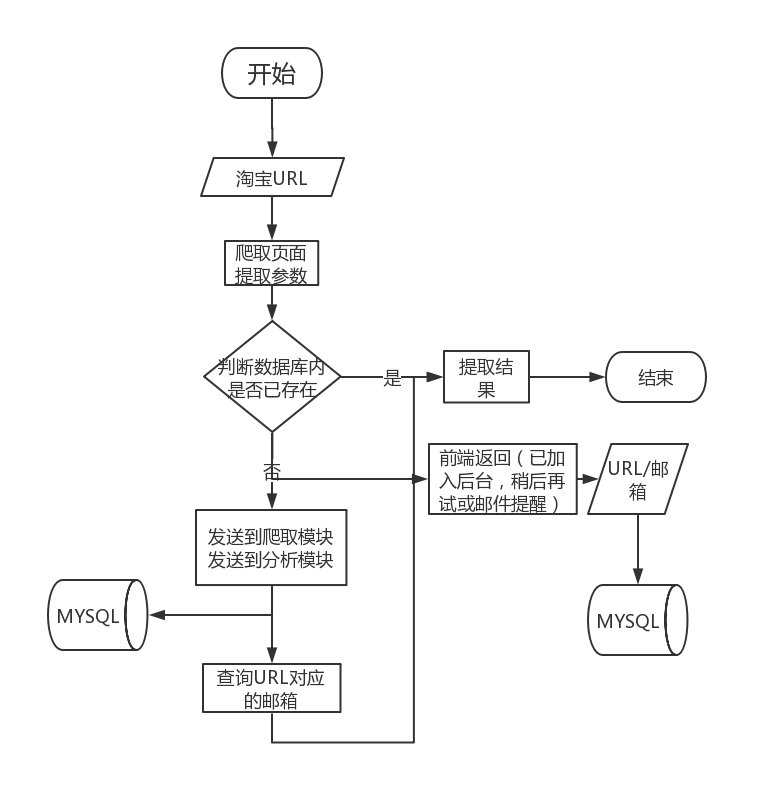 开始
淘宝URL
爬取页面
提取参数
判断数据库内
是否已存在
是
提取结
果
结束
否
前端返回（已加
入后台，稍后再
试或邮件提醒）
URL/邮
箱
发送到爬取模块
发送到分析模块
MYSQL
MYSQL
查询URL对应
的邮箱